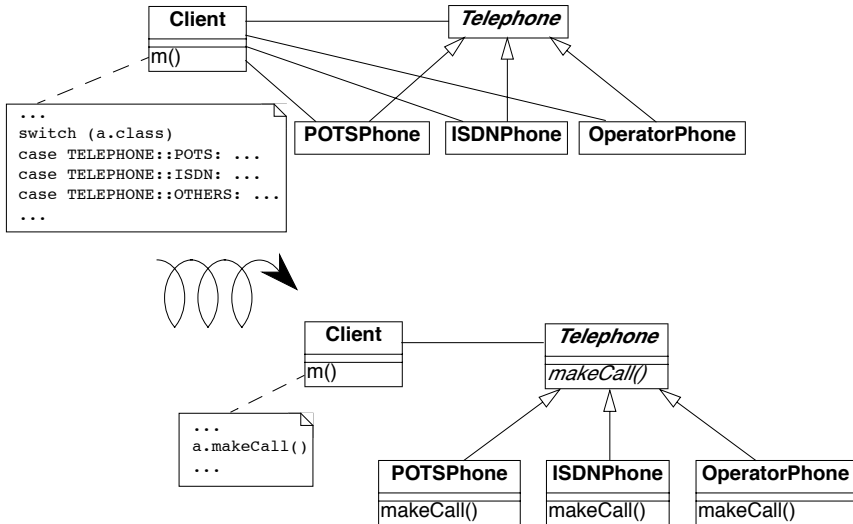 Client
Telephone
m()
POTSPhone
ISDNPhone
OperatorPhone
...
switch (a.class)
case TELEPHONE::POTS: ...
case TELEPHONE::ISDN: ...
case TELEPHONE::OTHERS: ...
...
Client
Telephone
m()
makeCall()
...
a.makeCall()
...
POTSPhone
ISDNPhone
OperatorPhone
makeCall()
makeCall()
makeCall()